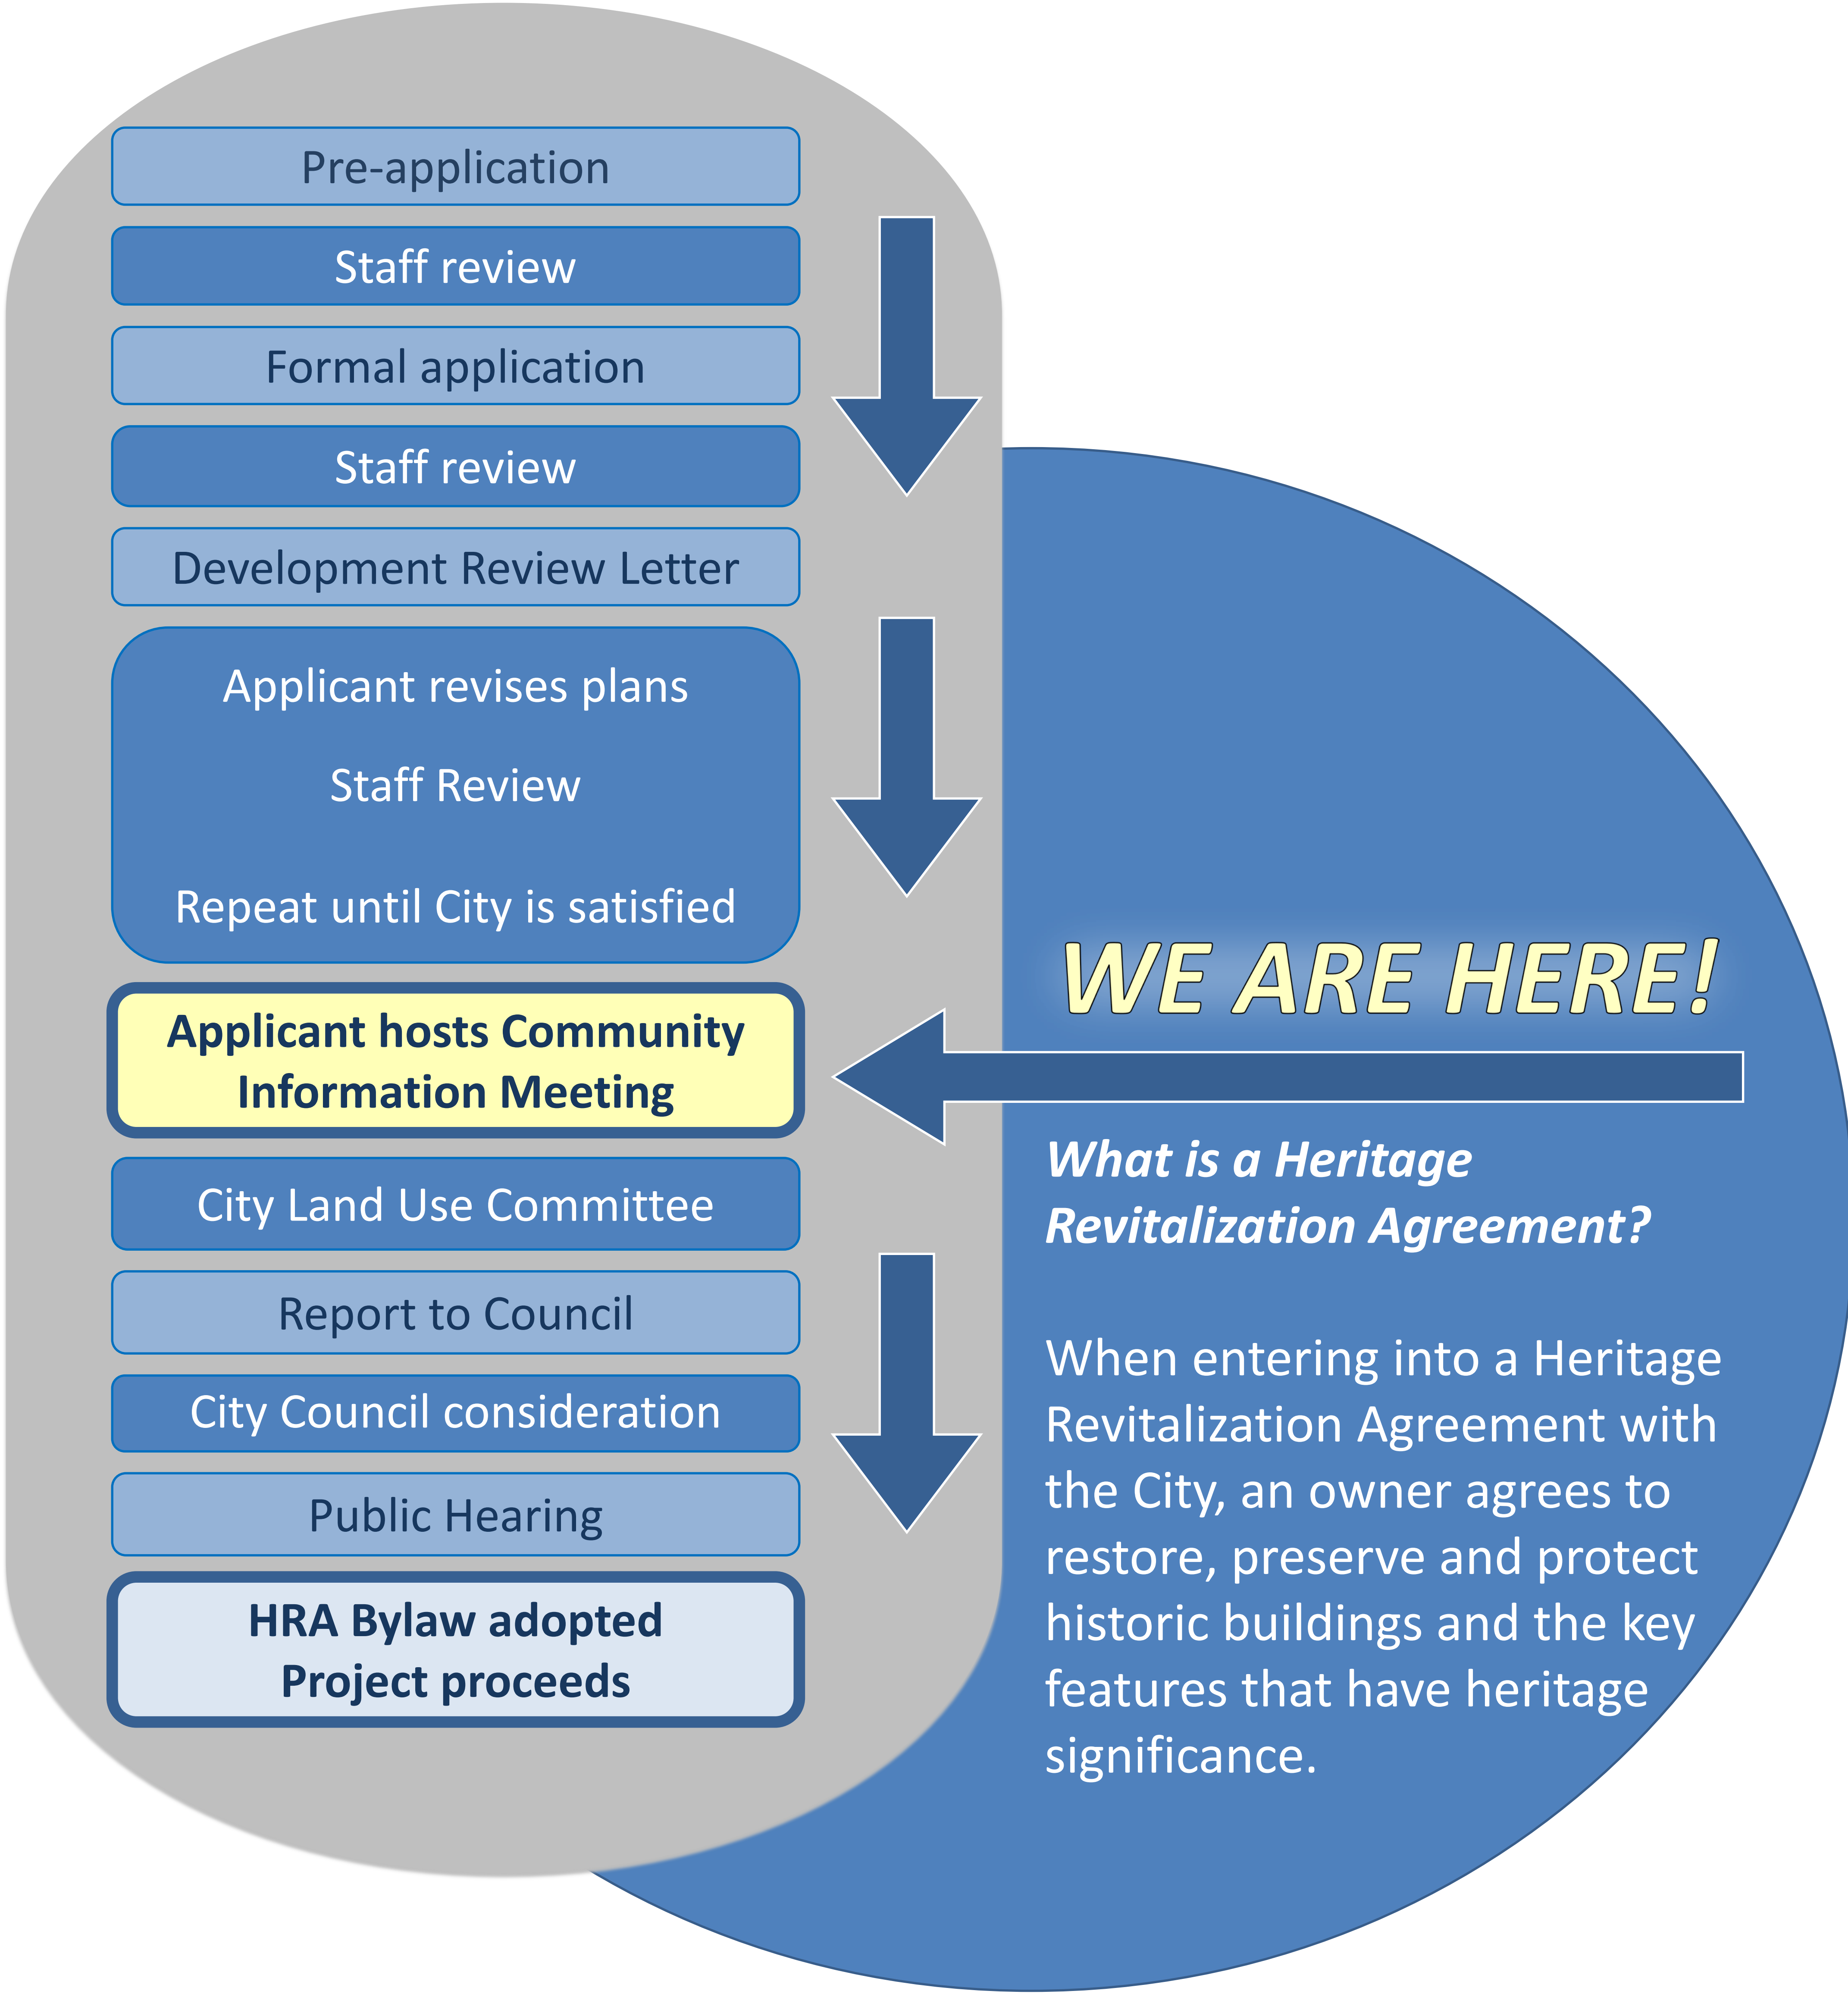 Pre-application
Staff review
Formal application
Staff review
Development Review Letter
Applicant revises plans
Staff Review
Repeat until City is satisfied
Applicant hosts Community
Information Meeting
City Land Use Committee
Report to Council
City Council consideration
Public Hearing
HRA Bylaw adopted
Project proceeds
WE ARE HERE!
What is a Heritage
Revitalization Agreement?
When entering into a Heritage
Revitalization Agreement with
the City, an owner agrees to
restore, preserve and protect
historic buildings and the key
features that have heritage
significance.